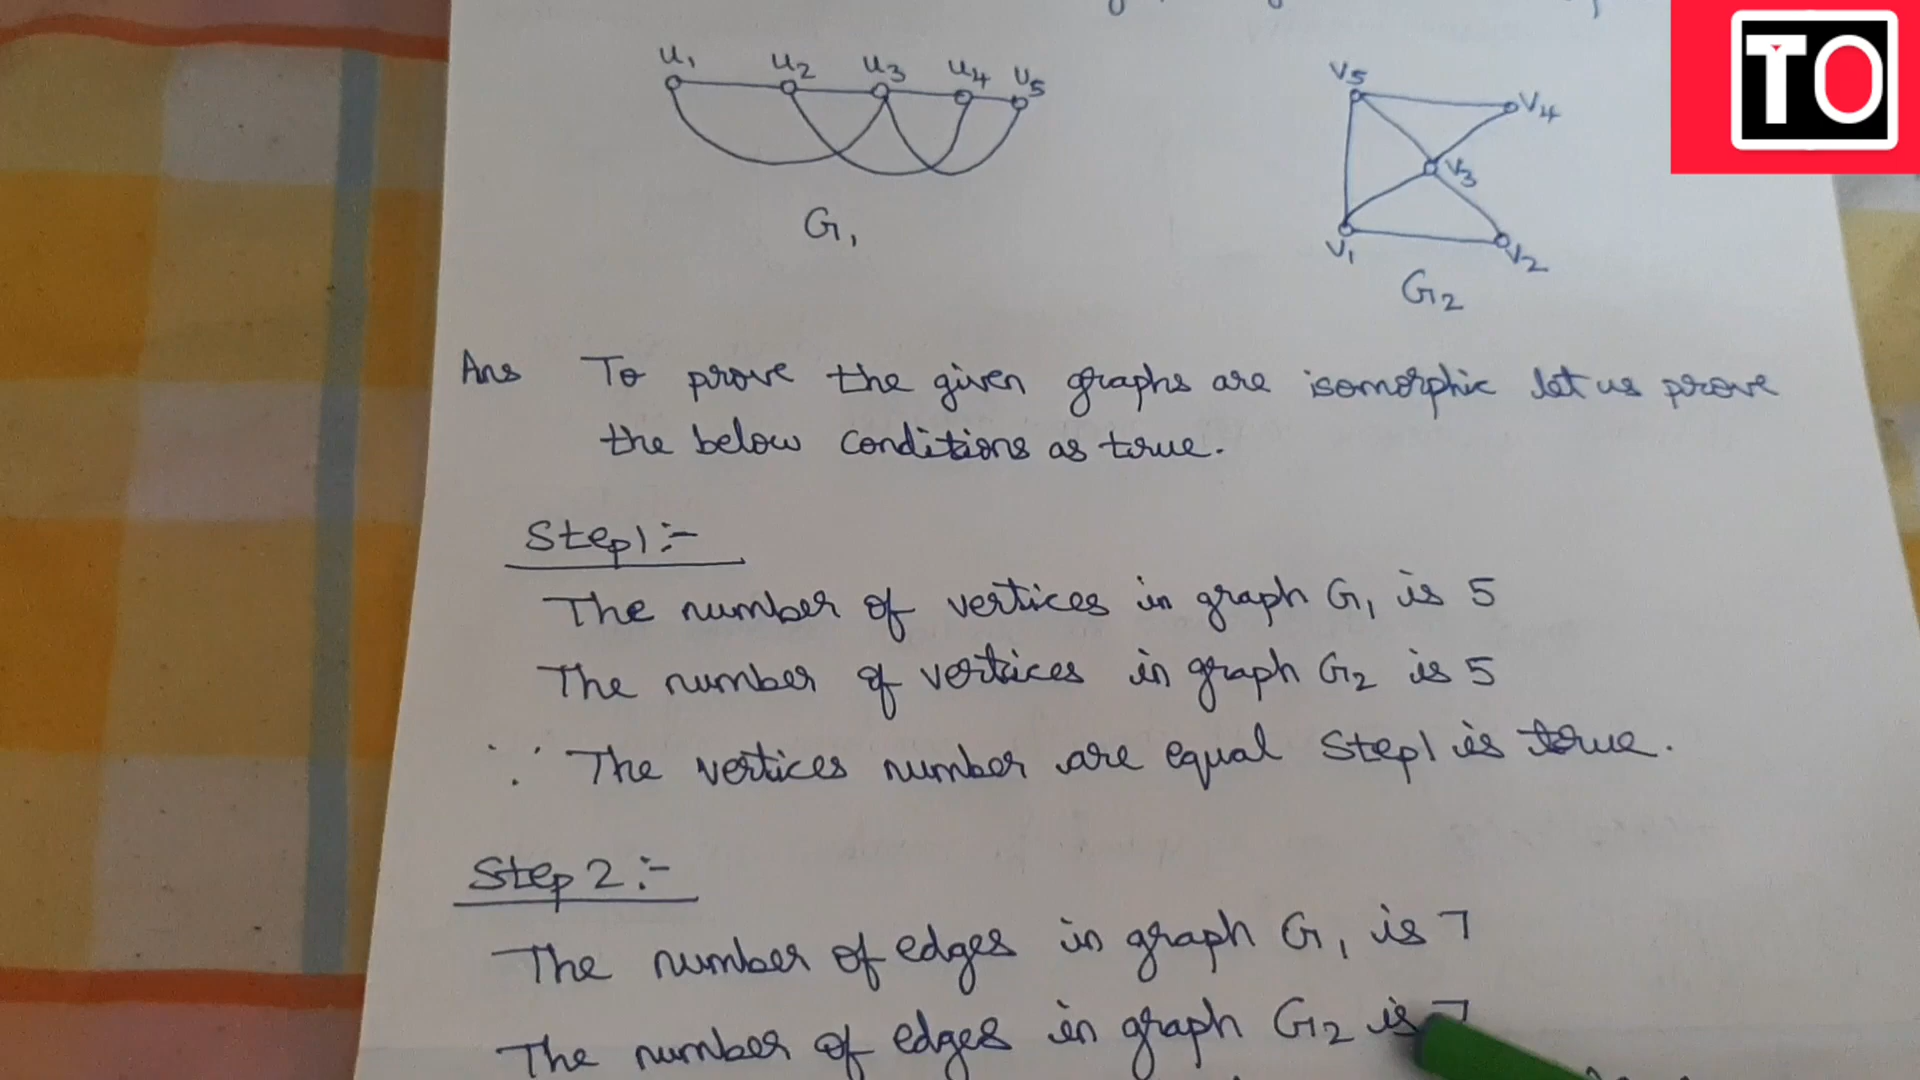 u1 u2 u3 u4 u5
G1
v5 v4
v3
v1 v2
G2
TO
Ans To prove the given graphs are isomorphic let us prove
the below conditions as true.
Step1:-
The number of vertices in graph G1 is 5
The number of vertices in graph G2 is 5
∵ The vertices number are equal Step1 is true.
Step 2:-
The number of edges in graph G1 is 7
The number of edges in graph G2 is 7